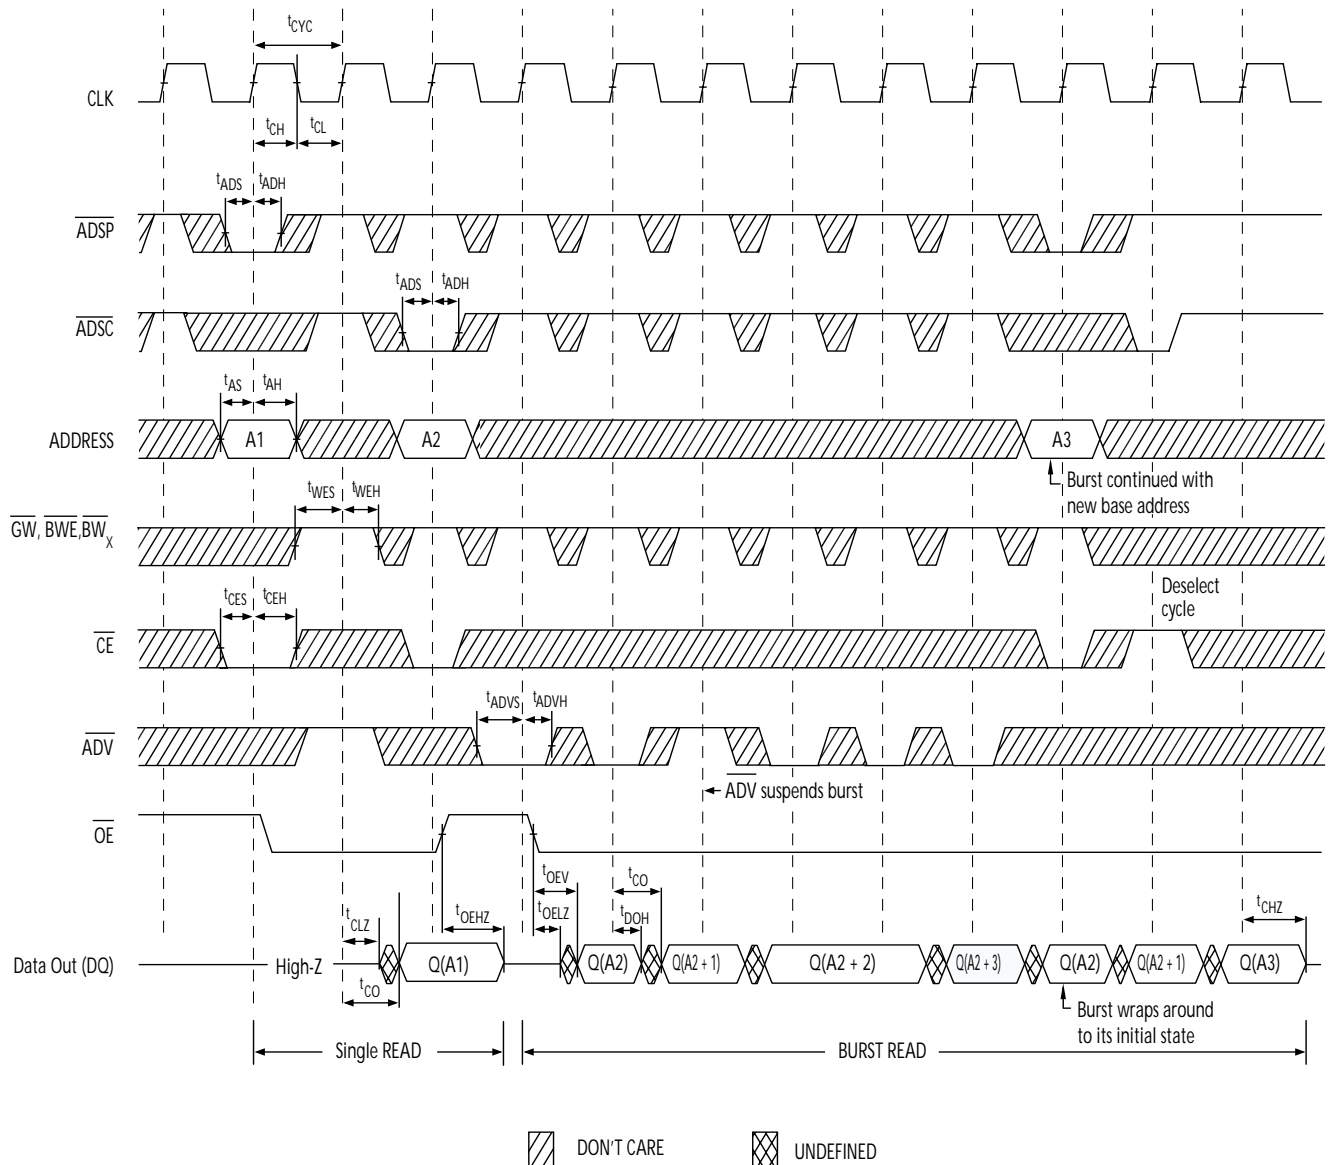 tCYC
CLK
tCH
tCL
tADS
tADH
ADSP
tADS
tADH
ADSC
tAS
tAH
ADDRESS
A1
A2
A3
Burst continued with
new base address
tWES
tWEH
GW, BWE,BWX
Deselect
cycle
tCES
tCEH
CE
tADVS
tADVH
ADV
ADV suspends burst
OE
tCLZ
tOEHZ
tOEV
tOELZ
tCO
tDOH
tCHZ
Data Out (DQ)
High-Z
Q(A1)
Q(A2)
Q(A2 + 1)
Q(A2 + 2)
Q(A2 + 3)
Q(A2)
Q(A2 + 1)
Q(A3)
tCO
Burst wraps around
to its initial state
Single READ
BURST READ
DON'T CARE
UNDEFINED